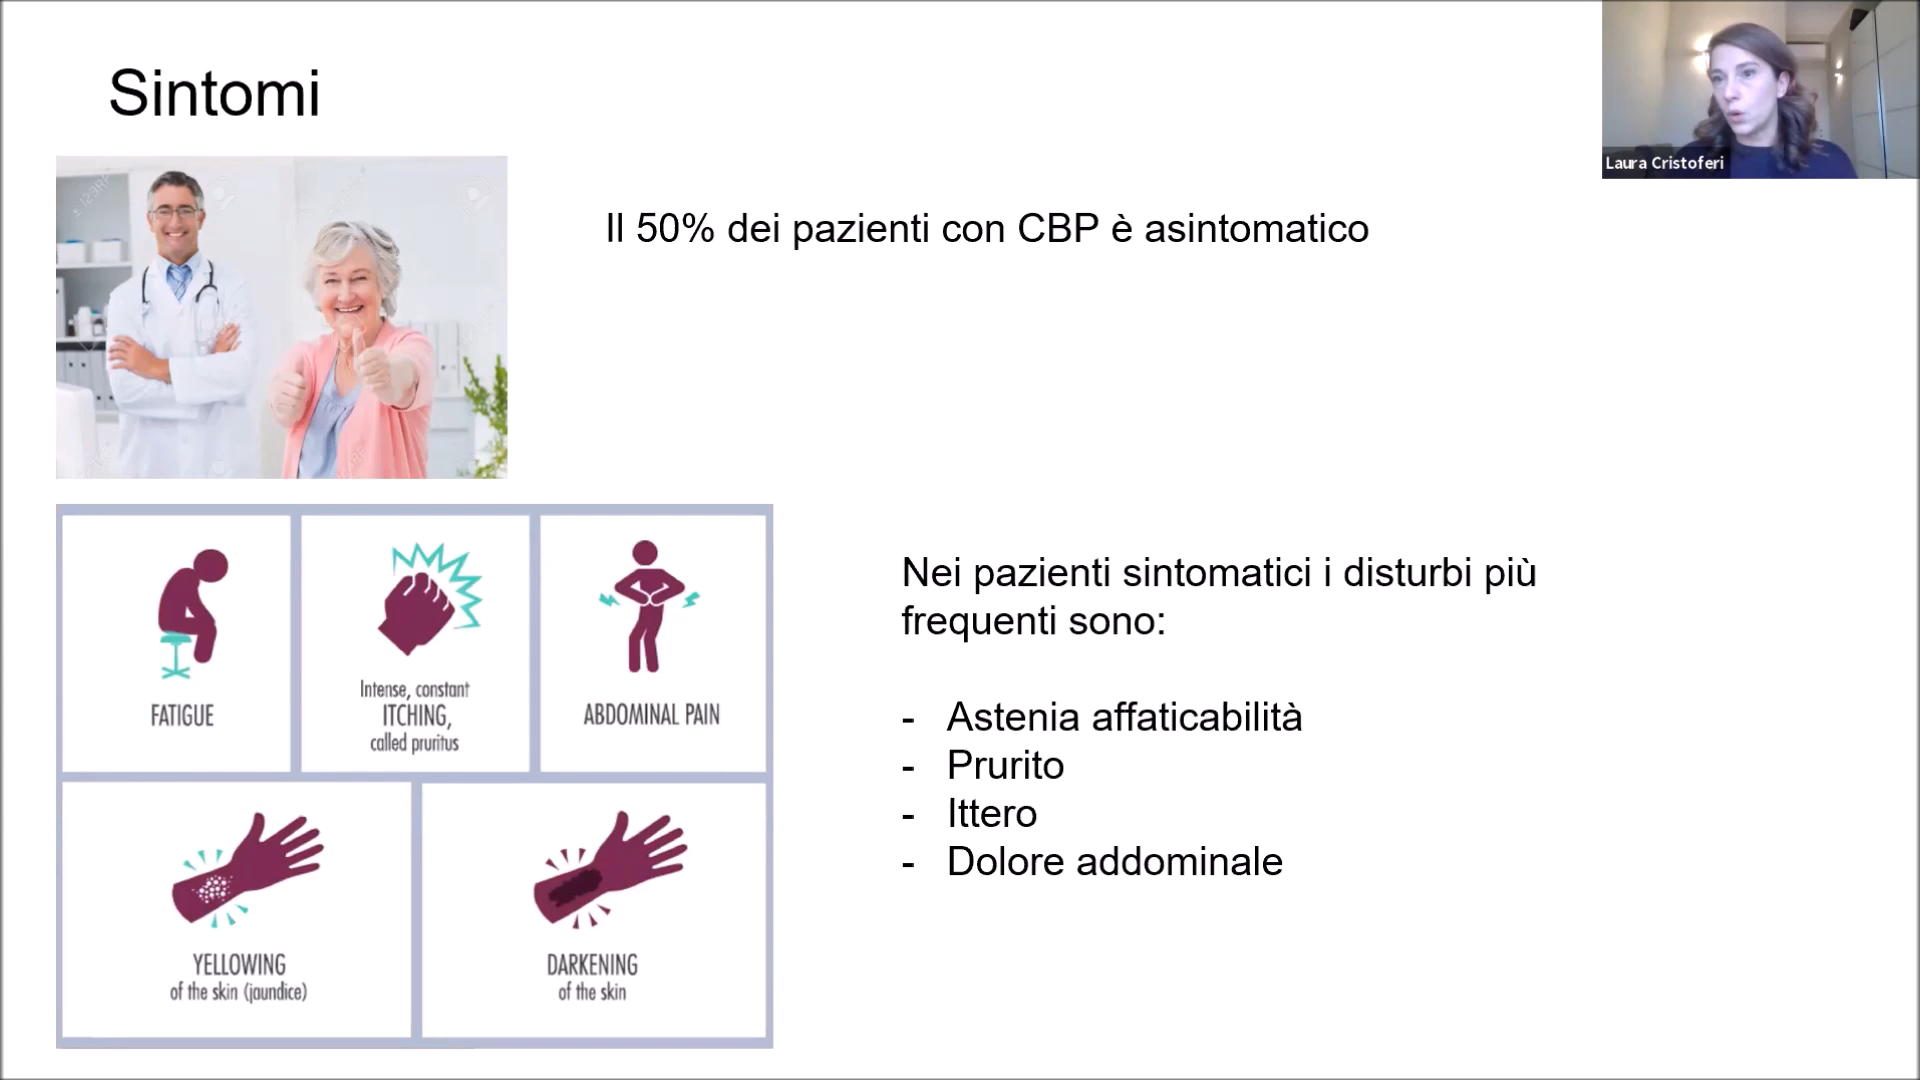 Sintomi
Laura Cristoferi
Il 50% dei pazienti con CBP è asintomatico
FATIGUE
Intense, constant
ITCHING,
called pruritus
ABDOMINAL PAIN
YELLOWING
of the skin (jaundice)
DARKENING
of the skin
Nei pazienti sintomatici i disturbi più
frequenti sono:
- Astenia affaticabilità
- Prurito
- Ittero
- Dolore addominale